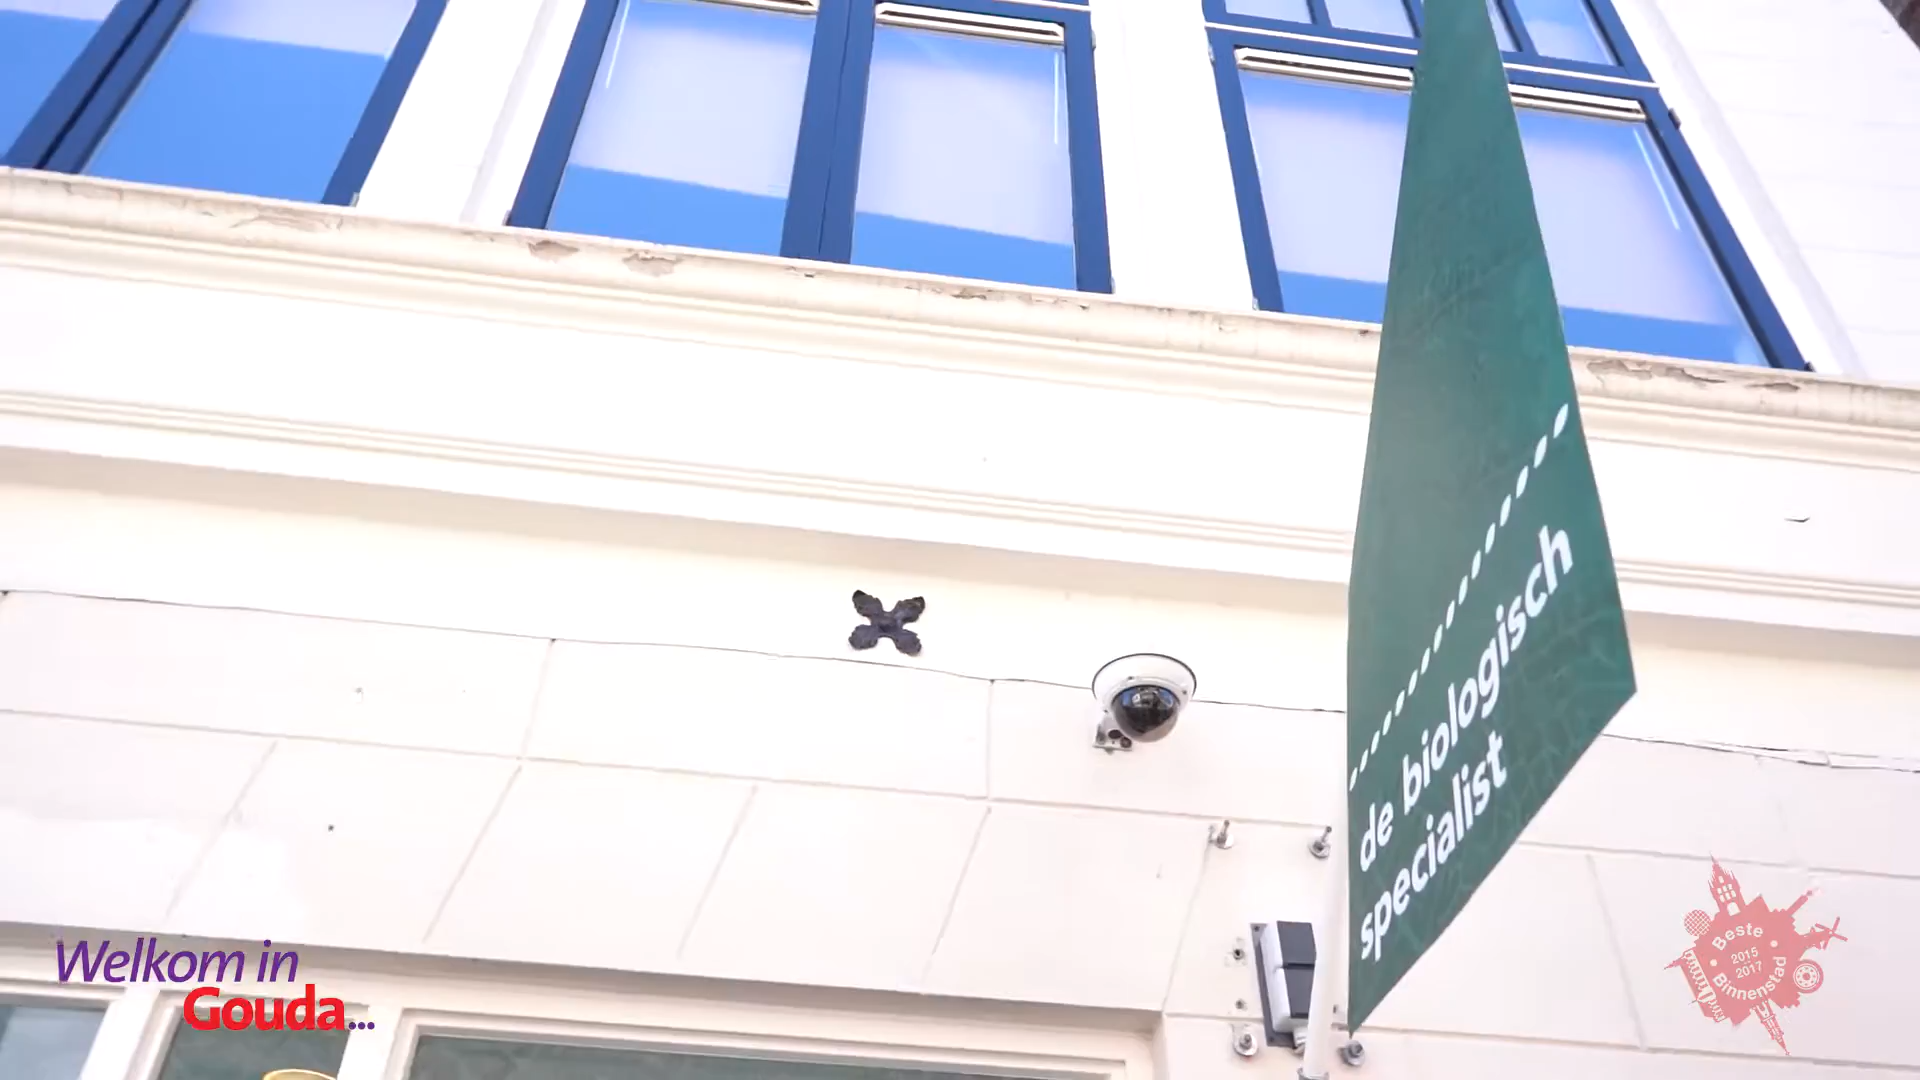 de biologisch
specialist
Welkom in
Gouda...
Beste
2015
2017
Binnenstad